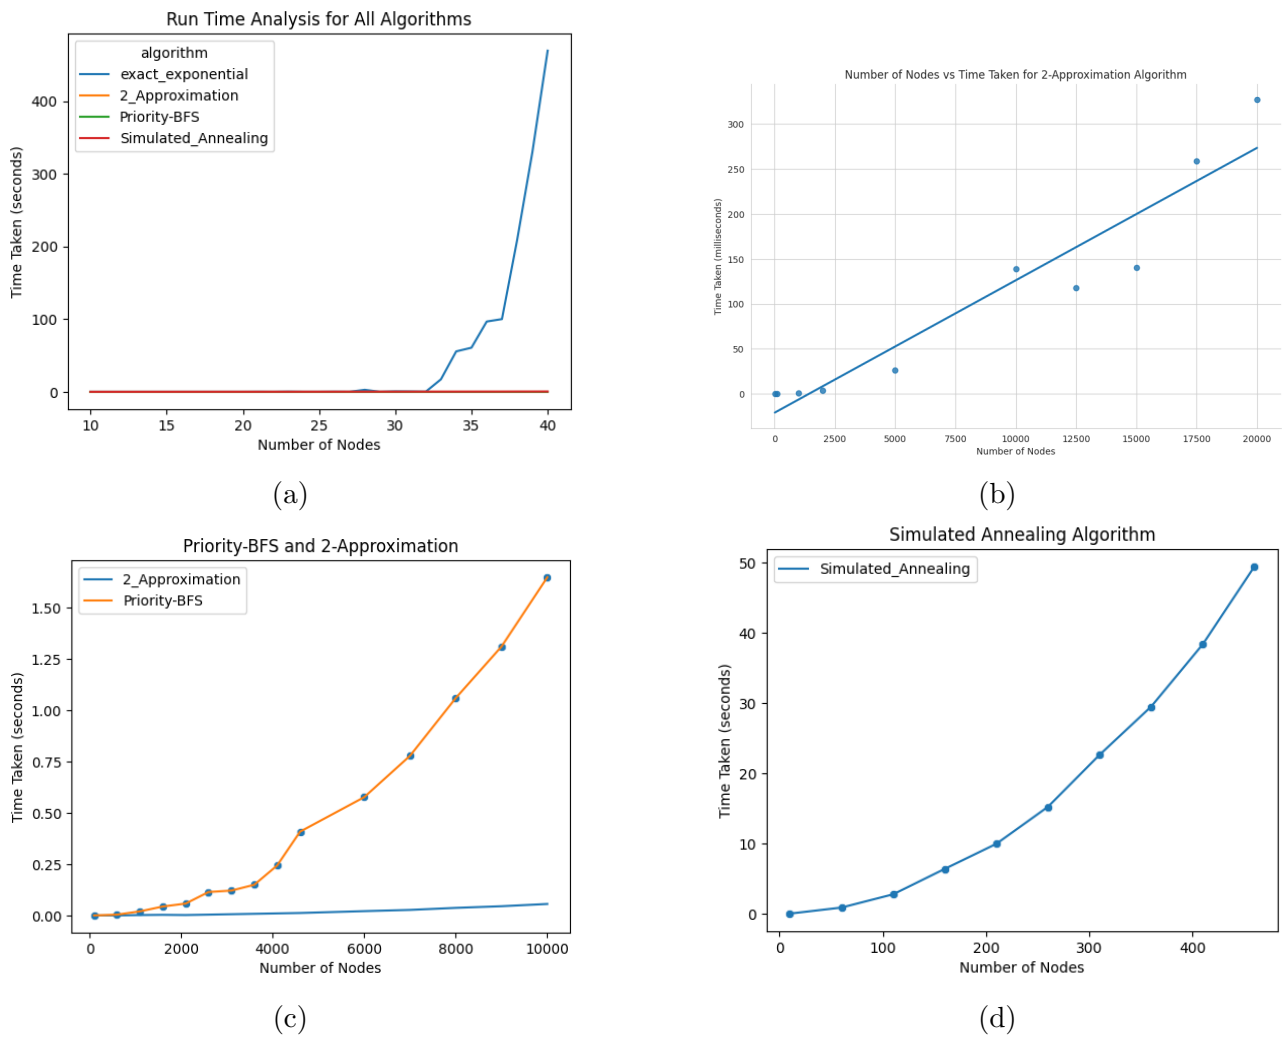 Run Time Analysis for All Algorithms
algorithm
exact_exponential
2_Approximation
Priority-BFS
Simulated_Annealing
Time Taken (seconds)
400
300
200
100
0
10 15 20 25 30 35 40
Number of Nodes
(a)
Number of Nodes vs Time Taken for 2-Approximation Algorithm
Time Taken (milliseconds)
300
250
200
150
100
50
0
0 2500 5000 7500 10000 12500 15000 17500 20000
Number of Nodes
(b)
Priority-BFS and 2-Approximation
2_Approximation
Priority-BFS
Time Taken (seconds)
1.50
1.25
1.00
0.75
0.50
0.25
0.00
0 2000 4000 6000 8000 10000
Number of Nodes
(c)
Simulated Annealing Algorithm
Simulated_Annealing
Time Taken (seconds)
50
40
30
20
10
0
0 100 200 300 400
Number of Nodes
(d)